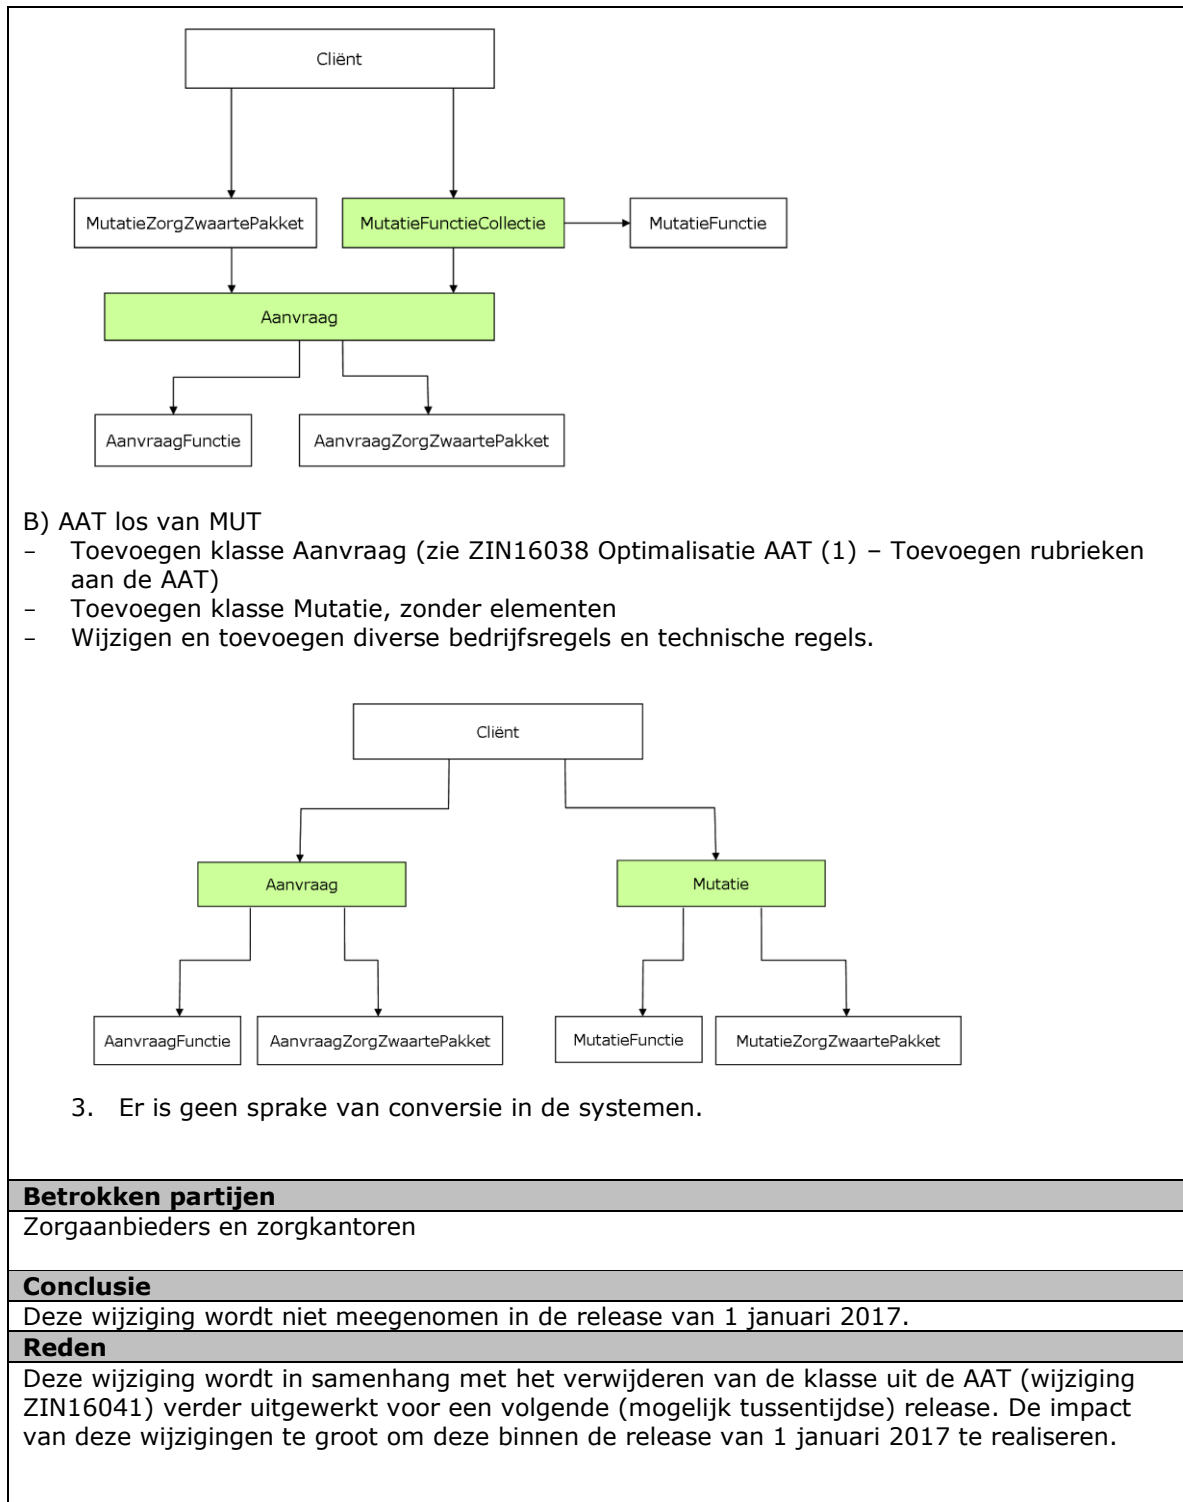 Cliënt
MutatieZorgZwaartePakket
MutatieFunctieCollectie
MutatieFunctie
Aanvraag
AanvraagFunctie
AanvraagZorgZwaartePakket
B) AAT los van MUT
- Toevoegen klasse Aanvraag (zie ZIN16038 Optimalisatie AAT (1) – Toevoegen rubrieken
aan de AAT)
- Toevoegen klasse Mutatie, zonder elementen
- Wijzigen en toevoegen diverse bedrijfsregels en technische regels.
Cliënt
Aanvraag
Mutatie
AanvraagFunctie
AanvraagZorgZwaartePakket
MutatieFunctie
MutatieZorgZwaartePakket
3. Er is geen sprake van conversie in de systemen.
Betrokken partijen
Zorgaanbieders en zorgkantoren
Conclusie
Deze wijziging wordt niet meegenomen in de release van 1 januari 2017.
Reden
Deze wijziging wordt in samenhang met het verwijderen van de klasse uit de AAT (wijziging
ZIN16041) verder uitgewerkt voor een volgende (mogelijk tussentijdse) release. De impact
van deze wijzigingen te groot om deze binnen de release van 1 januari 2017 te realiseren.